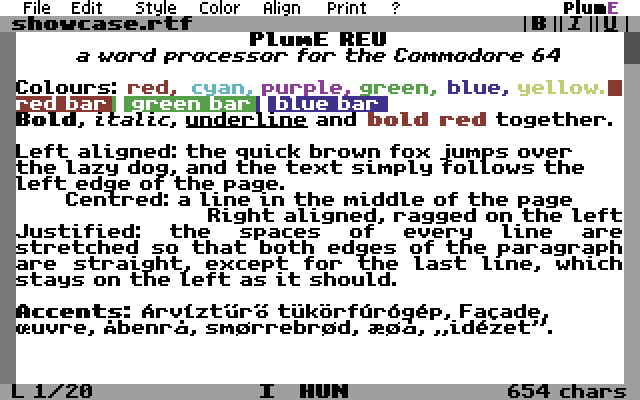 File Edit Style Color Align Print ? PlumE
showcase.rtf |B|I|U|
PlumE REU
a word processor for the Commodore 64
Colours: red, cyan, purple, green, blue, yellow.
red bar | green bar | blue bar
Bold, italic, underline and bold red together.
Left aligned: the quick brown fox jumps over
the lazy dog, and the text simply follows the
left edge of the page.
Centred: a line in the middle of the page
Right aligned, ragged on the left
Justified: the spaces of every line are
stretched so that both edges of the paragraph
are straight, except for the last line, which
stays on the left as it should.
Accents: Árvíztűrő tükörfúrógép, Façade,
œuvre, Åbenrå, smørrebrød, æøå, „idézet”.
L 1/20 I HUN 654 chars